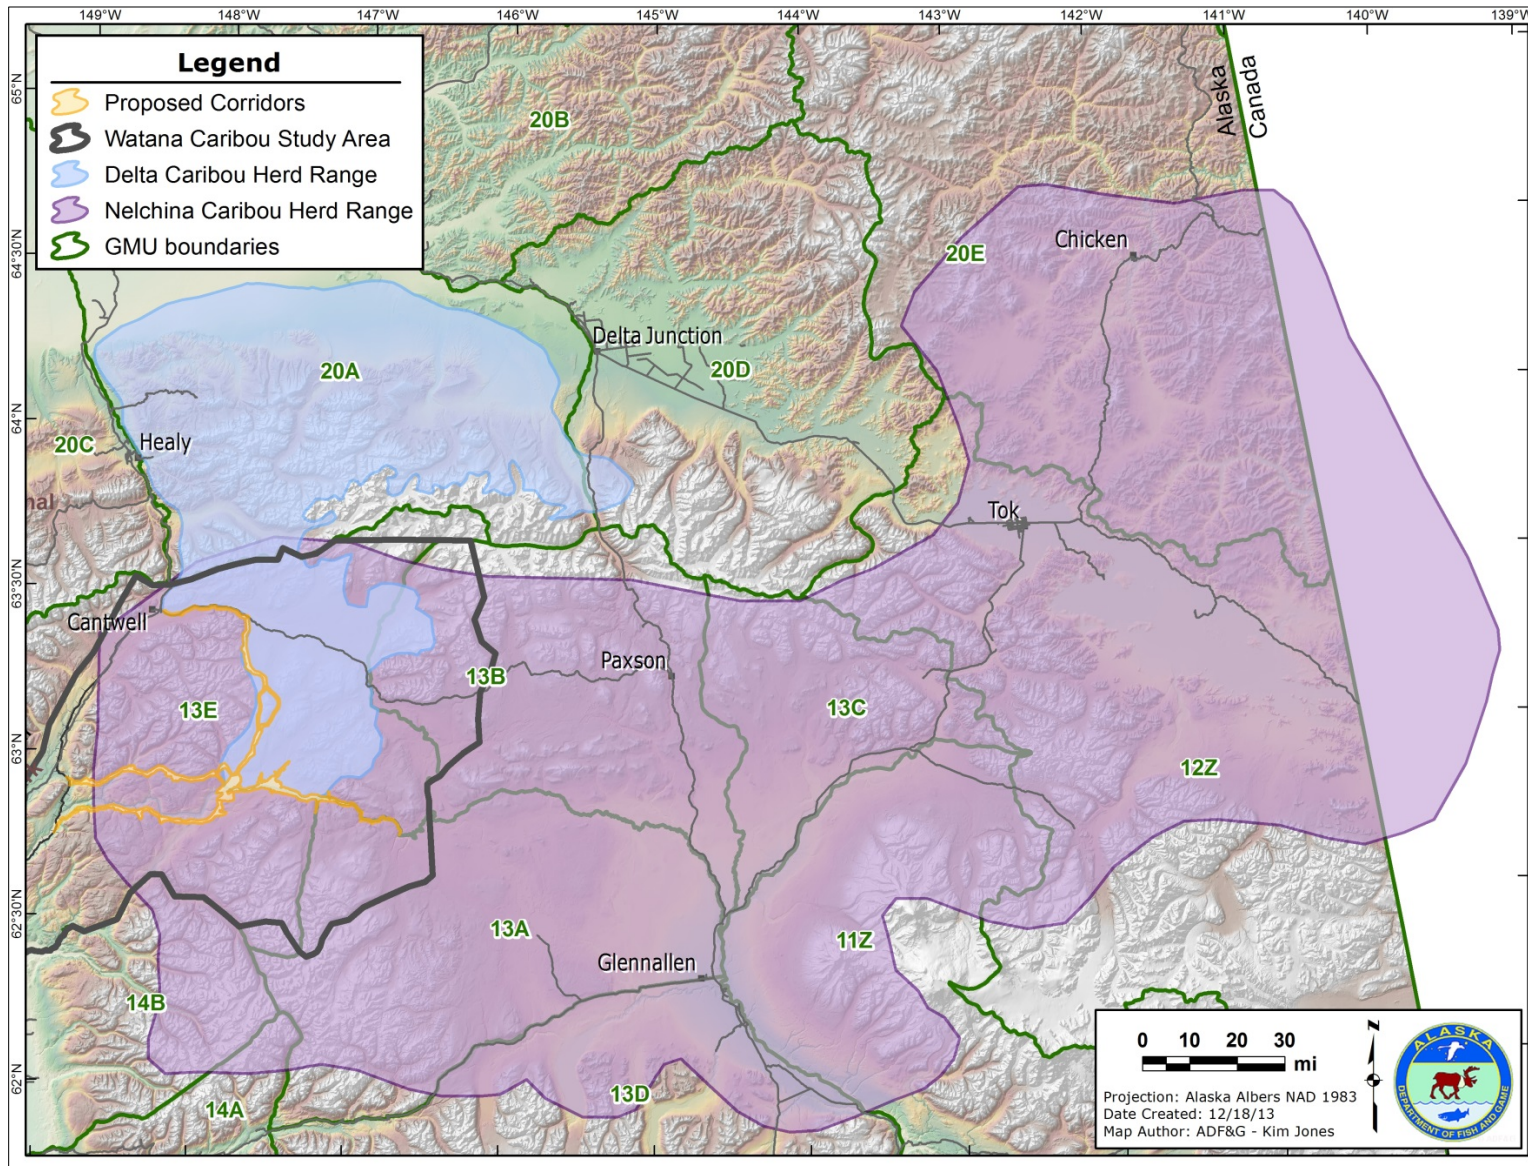 149°W 148°W 147°W 146°W 145°W 144°W 143°W 142°W 141°W 140°W 139°W
Legend
Proposed Corridors
Watana Caribou Study Area
Delta Caribou Herd Range
Nelchina Caribou Herd Range
GMU boundaries
65°N
64°30'N
64°N
63°30'N
63°N
62°30'N
62°N
Alaska
Canada
20B
20E
Chicken
Delta Junction
20A
20D
20C
Healy
nal
Tok
Cantwell
Paxson
13B
13E
13C
12Z
13A
11Z
Glennallen
14B
13D
14A
0 10 20 30
mi
N
Projection: Alaska Albers NAD 1983
Date Created: 12/18/13
Map Author: ADF&G - Kim Jones
ALASKA
DEPARTMENT OF FISH AND GAME